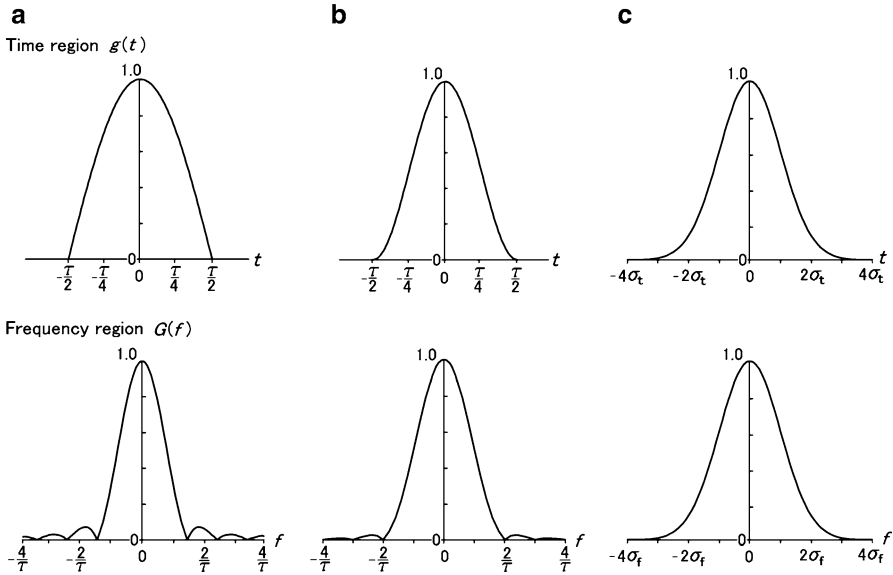 a b c
Time region g(t)
1.0 1.0 1.0
0 t 0 t 0 t
-τ/2 -τ/4 0 τ/4 τ/2 -τ/2 -τ/4 0 τ/4 τ/2 -4σt -2σt 0 2σt 4σt
Frequency region G(f)
1.0 1.0 1.0
0 f 0 f 0 f
-4/τ -2/τ 0 2/τ 4/τ -4/τ -2/τ 0 2/τ 4/τ -4σf -2σf 0 2σf 4σf